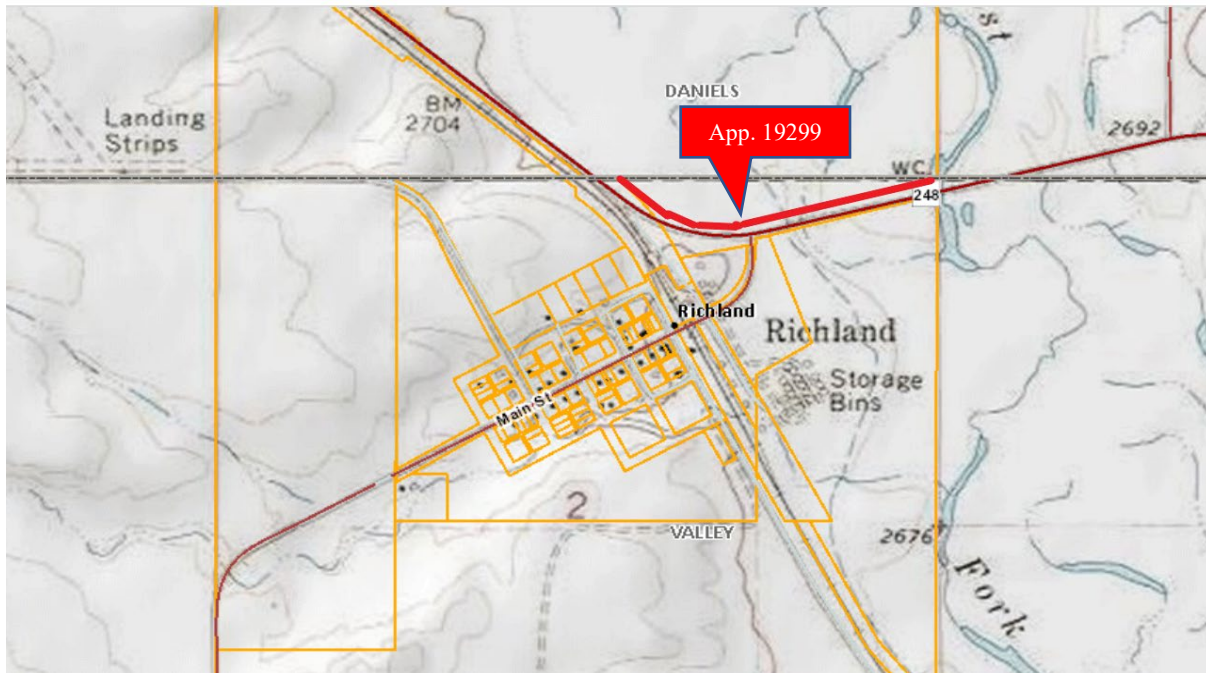 st
DANIELS
BM
2704
Landing
Strips
App. 19299
2692
WC
248
Richland
Richland
Storage
Bins
Main St
2
VALLEY
2676
Fork